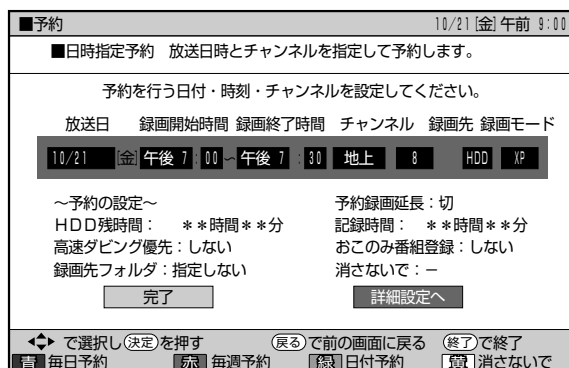 ■予約 10/21[金]午前 9:00
■日時指定予約 放送日時とチャンネルを指定して予約します。
予約を行う日付・時刻・チャンネルを設定してください。
放送日 録画開始時間 録画終了時間 チャンネル 録画先 録画モード
10/21 [金] 午後 7:00～午後 7:30 地上 8 HDD XP
～予約の設定～ 予約録画延長：切
ＨＤＤ残時間： ＊＊時間＊＊分 記録時間： ＊＊時間＊＊分
高速ダビング優先：しない おこのみ番組登録：しない
録画先フォルダ：指定しない 消さないで：－
完了 詳細設定へ
で選択し 決定 を押す 戻る で前の画面に戻る 終了 で終了
青 毎日予約 赤 毎週予約 緑 日付予約 黄 消さないで